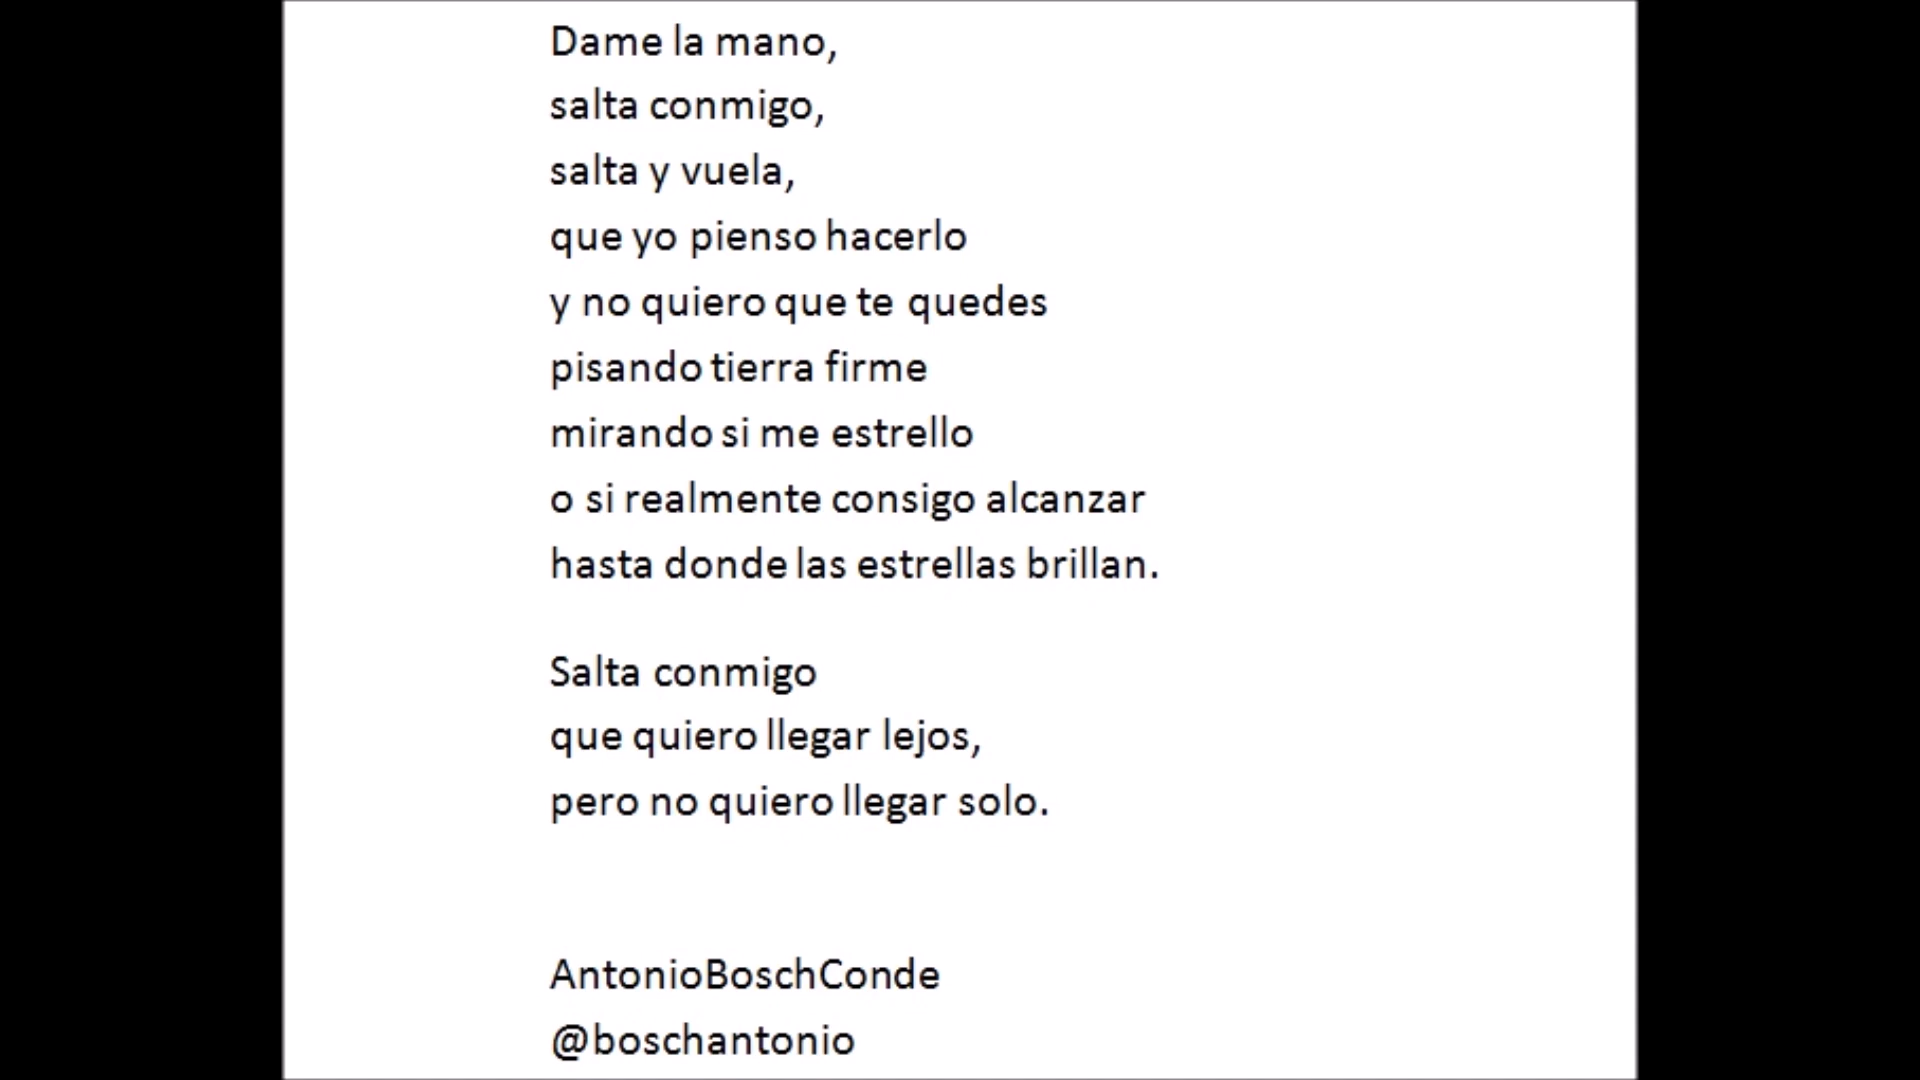 Dame la mano,
salta conmigo,
salta y vuela,
que yo pienso hacerlo
y no quiero que te quedes
pisando tierra firme
mirando si me estrello
o si realmente consigo alcanzar
hasta donde las estrellas brillan.
Salta conmigo
que quiero llegar lejos,
pero no quiero llegar solo.
AntonioBoschConde
@boschantonio